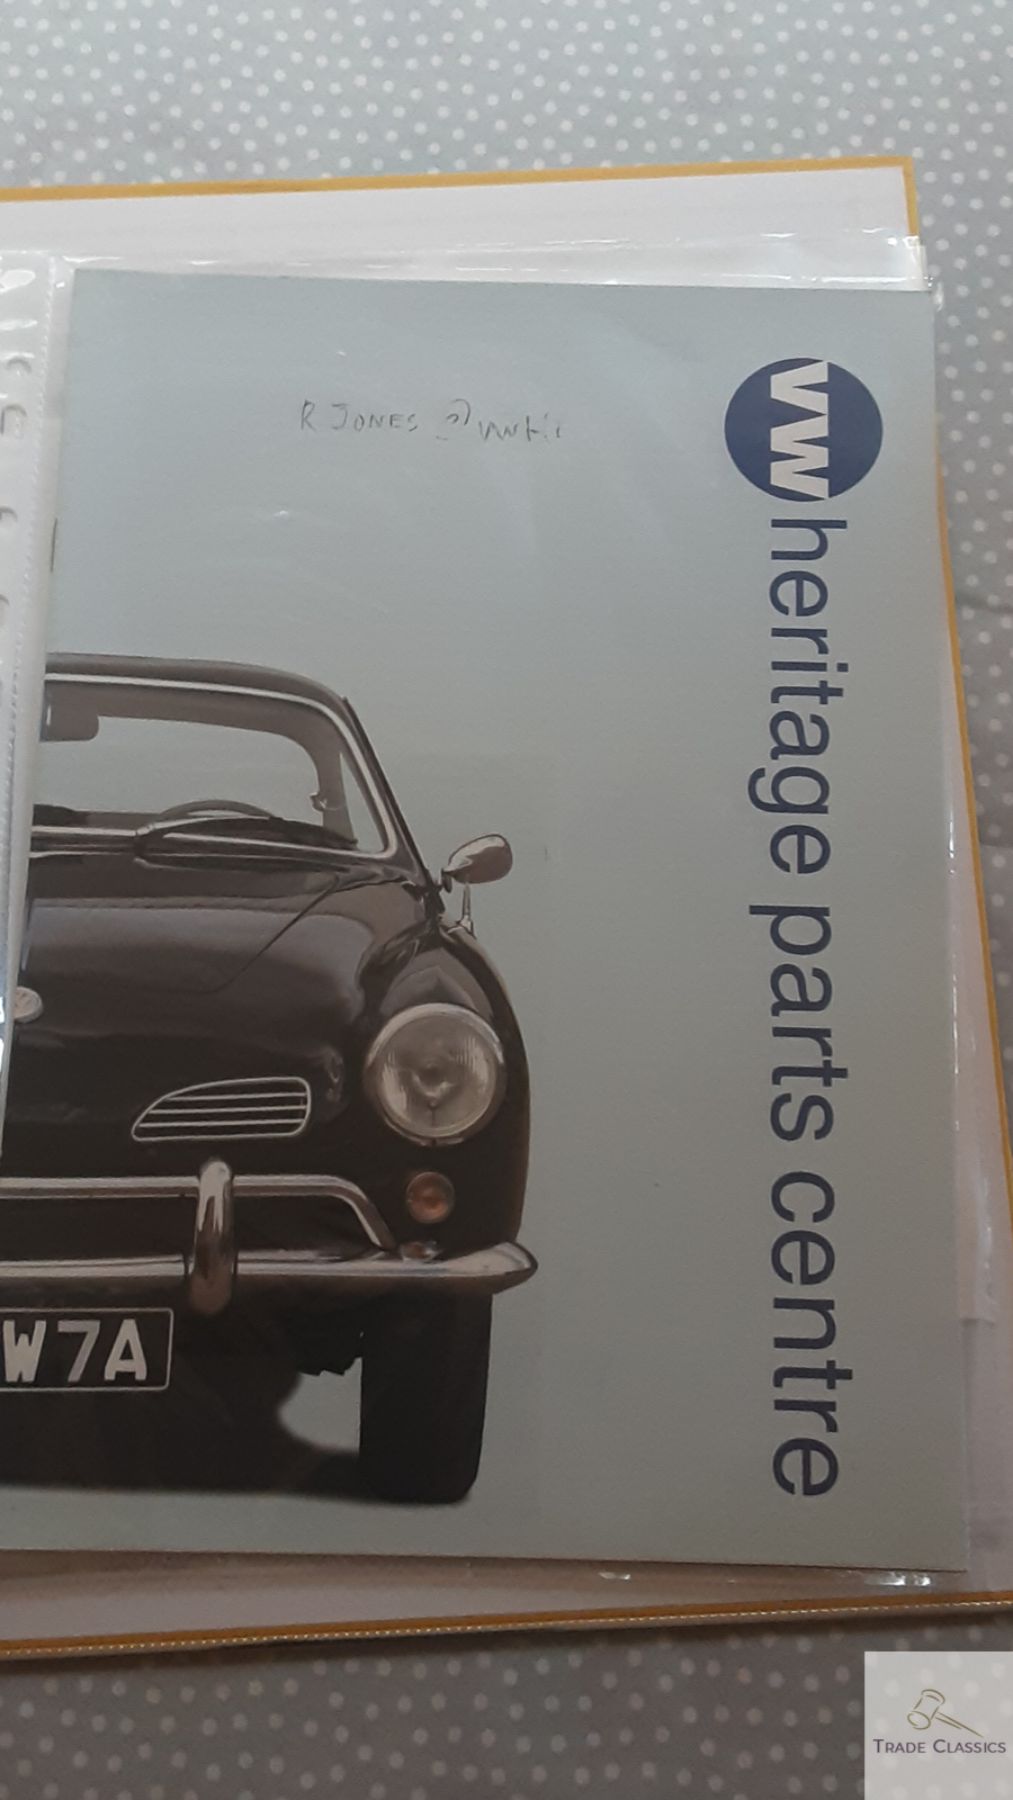 R JONES @
VW heritage parts centre
W7A
TRADE CLASSICS